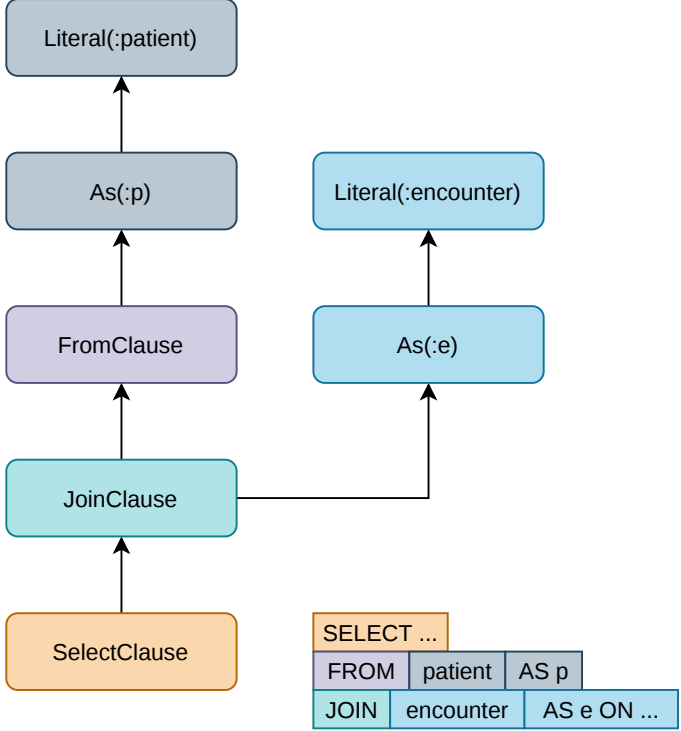 Literal(:patient)
As(:p)
Literal(:encounter)
FromClause
As(:e)
JoinClause
SelectClause
SELECT ...
FROM patient AS p
JOIN encounter AS e ON ...